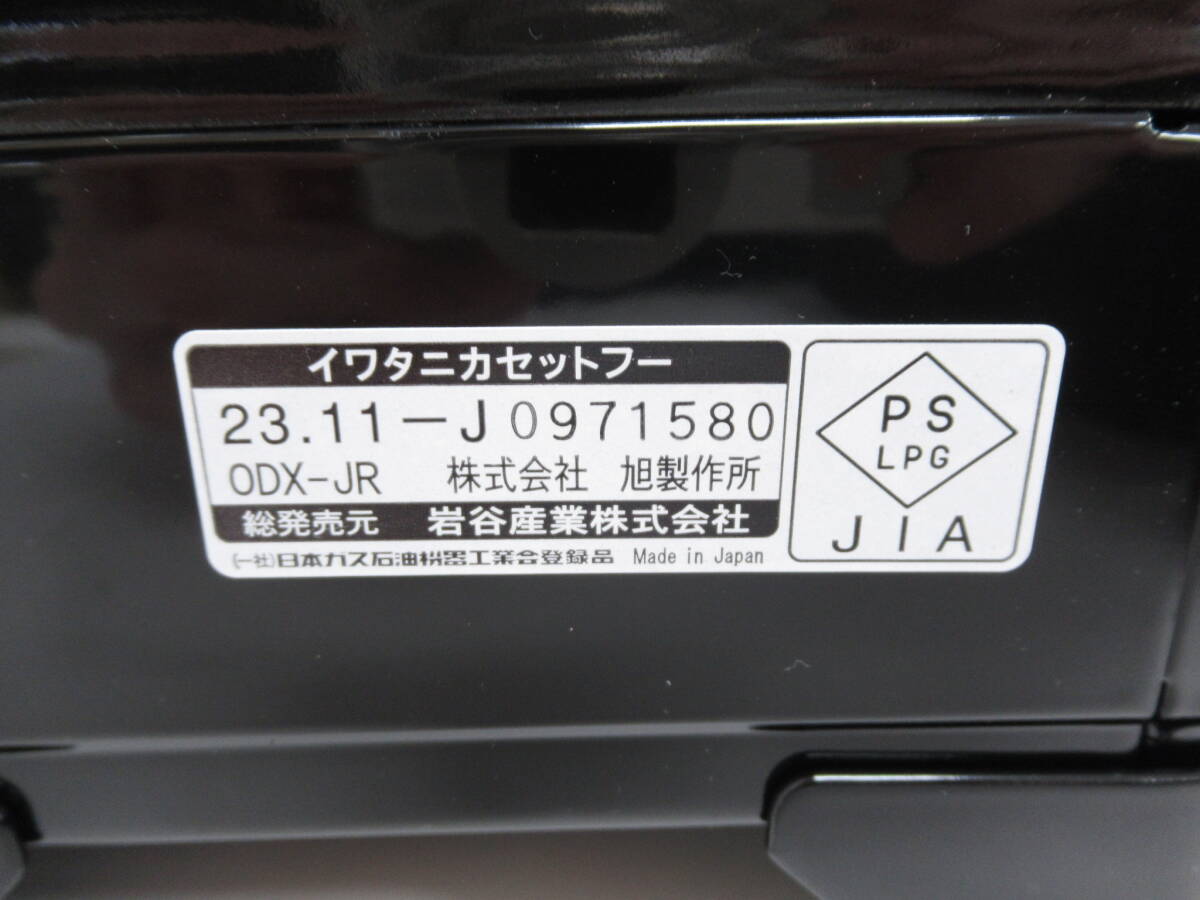 イワタニカセットフー
23.11-J0971580
ODX-JR 株式会社 旭製作所
総発売元 岩谷産業株式会社
(一社)日本ガス石油機器工業会登録品 Made in Japan
PS
LPG
JIA